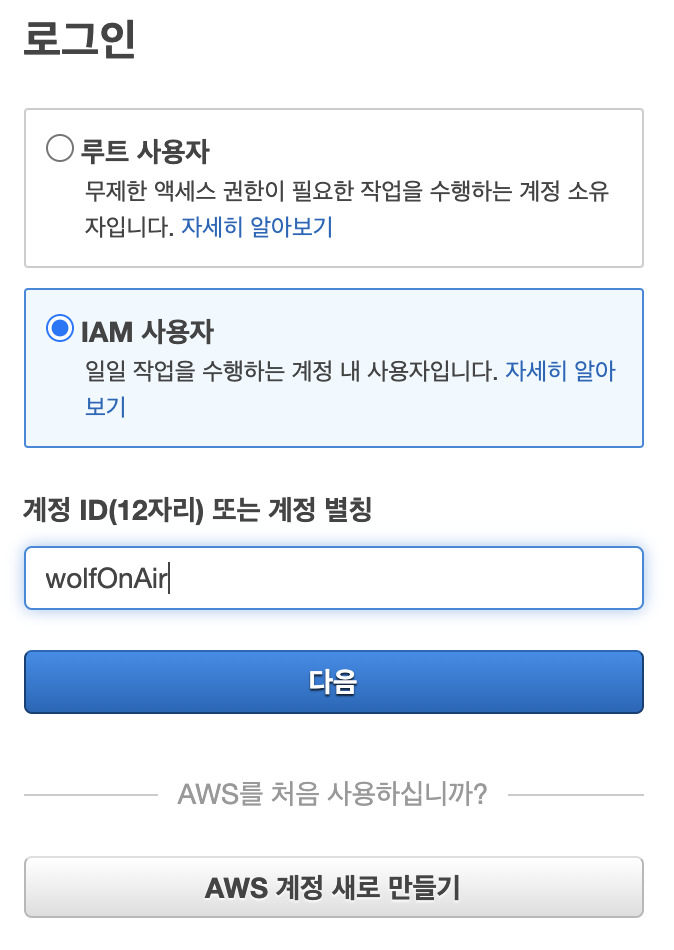 로그인
루트 사용자
무제한 액세스 권한이 필요한 작업을 수행하는 계정 소유
자입니다. 자세히 알아보기
IAM 사용자
일일 작업을 수행하는 계정 내 사용자입니다. 자세히 알아
보기
계정 ID(12자리) 또는 계정 별칭
wolfOnAir
다음
AWS를 처음 사용하십니까?
AWS 계정 새로 만들기